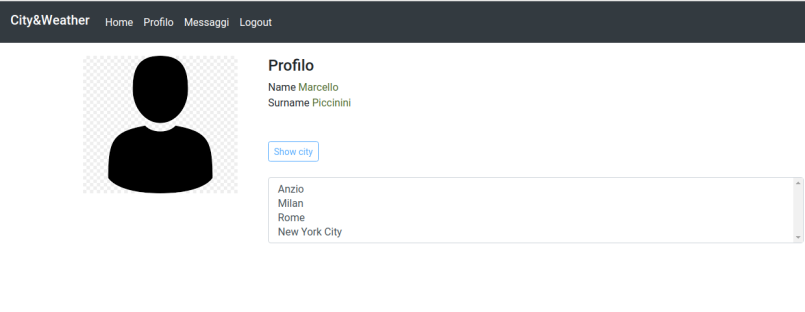 City&Weather Home Profilo Messaggi Logout
Profilo
Name Marcello
Surname Piccinini
Show city
Anzio
Milan
Rome
New York City